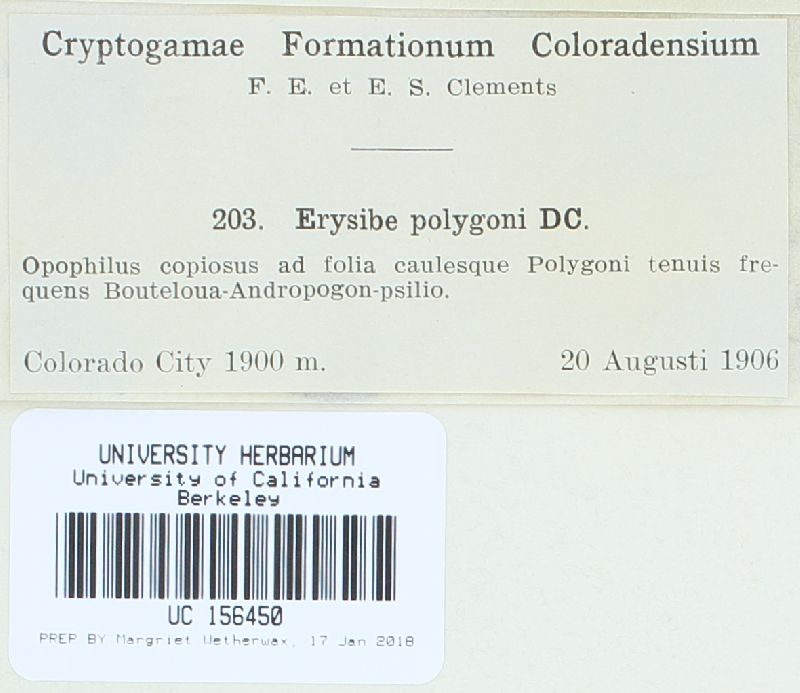 Cryptogamae Formationum Coloradensium
F. E. et E. S. Clements
203. Erysibe polygoni DC.
Opophilus copiosus ad folia caulesque Polygoni tenuis fre-
quens Bouteloua-Andropogon-psilio.
Colorado City 1900 m. 20 Augusti 1906
UNIVERSITY HERBARIUM
University of California
Berkeley
UC 156450
PREP BY Margriet Wetherwax, 17 Jan 2018